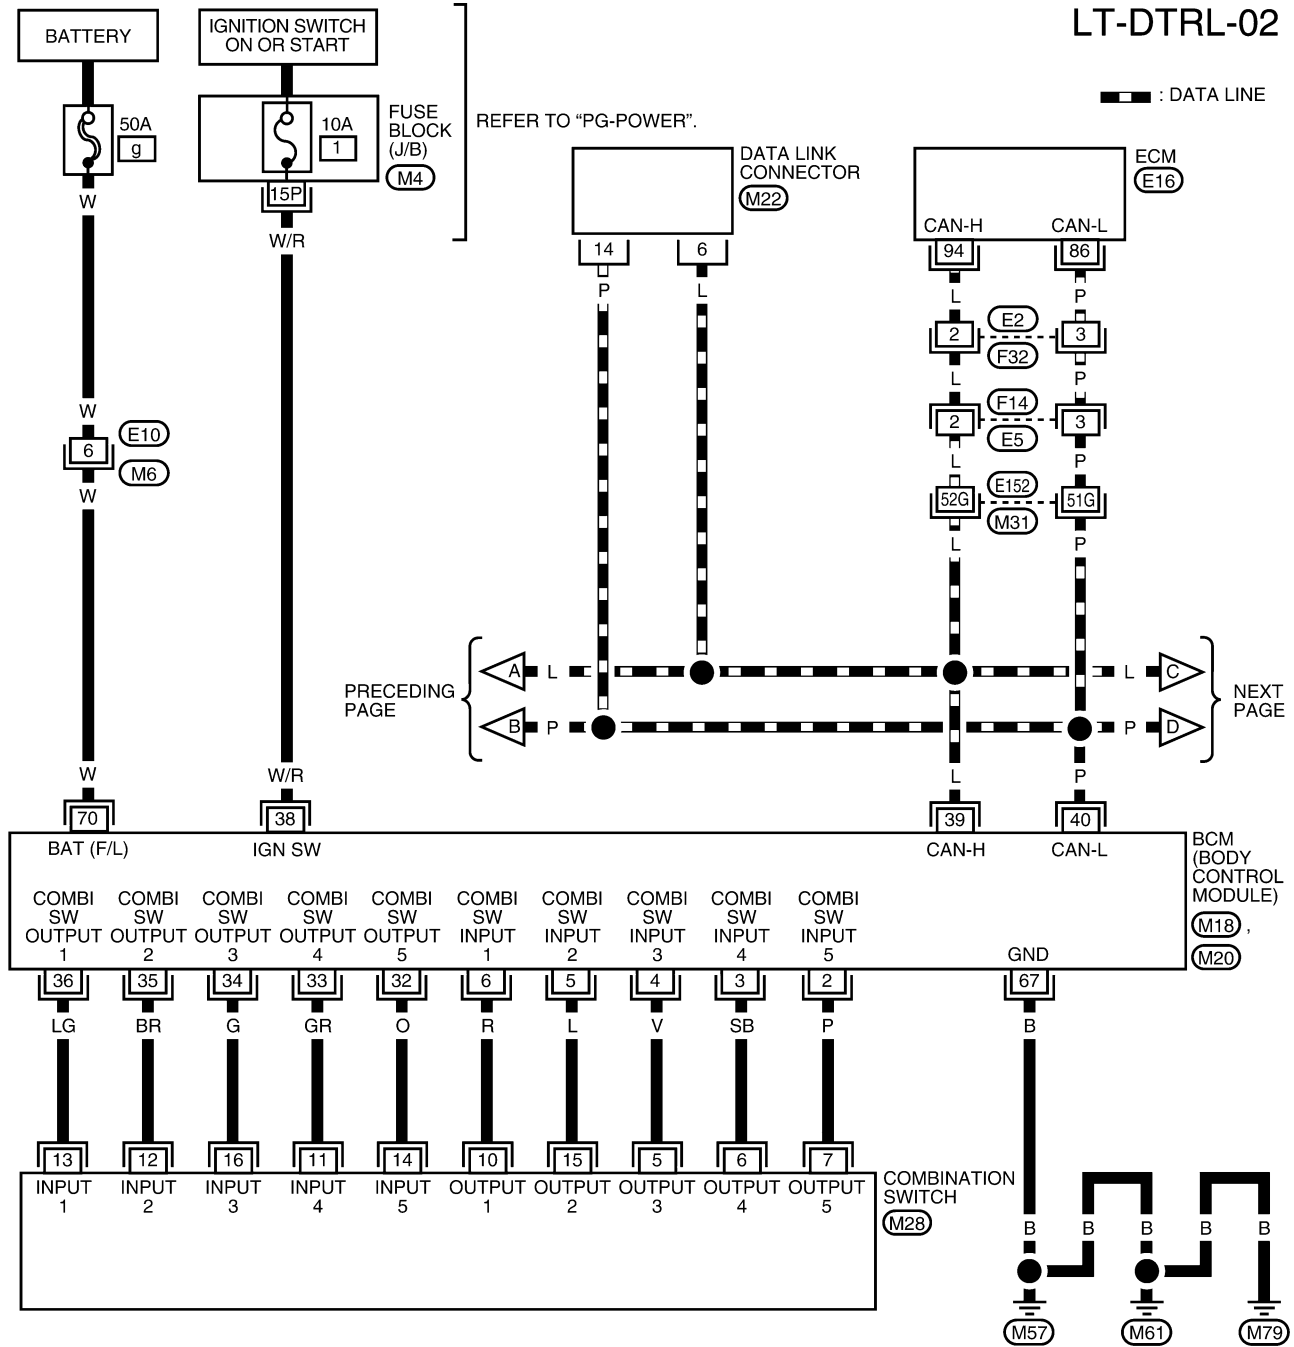 LT-DTRL-02
BATTERY
IGNITION SWITCH
ON OR START
: DATA LINE
50A
g
10A
1
FUSE
BLOCK
(J/B)
M4
15P
REFER TO “PG-POWER”.
DATA LINK
CONNECTOR
M22
ECM
E16
CAN-H
CAN-L
14
6
94
86
W
W/R
P
L
L
P
2
E2
F32
3
L
P
2
F14
E5
3
L
P
52G
E152
M31
51G
L
P
W
6
E10
M6
W
PRECEDING
PAGE
A
L
L
C
B
P
P
D
NEXT
PAGE
W
W/R
L
P
70
38
39
40
BAT (F/L)
IGN SW
CAN-H
CAN-L
BCM
(BODY
CONTROL
MODULE)
M18 ,
M20
COMBI
SW
OUTPUT
1
COMBI
SW
OUTPUT
2
COMBI
SW
OUTPUT
3
COMBI
SW
OUTPUT
4
COMBI
SW
OUTPUT
5
COMBI
SW
INPUT
1
COMBI
SW
INPUT
2
COMBI
SW
INPUT
3
COMBI
SW
INPUT
4
COMBI
SW
INPUT
5
GND
36
35
34
33
32
6
5
4
3
2
67
LG
BR
G
GR
O
R
L
V
SB
P
B
13
12
16
11
14
10
15
5
6
7
INPUT
1
INPUT
2
INPUT
3
INPUT
4
INPUT
5
OUTPUT
1
OUTPUT
2
OUTPUT
3
OUTPUT
4
OUTPUT
5
COMBINATION
SWITCH
M28
B
B
B
B
B
M57
M61
M79